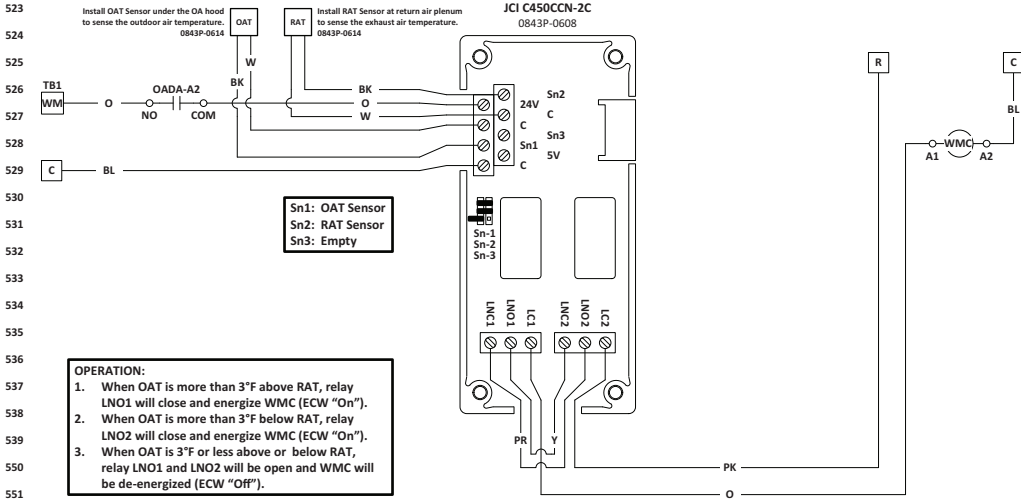 523
524
525
526
527
528
529
530
531
532
533
534
535
536
537
538
539
550
551
Install OAT Sensor under the OA hood
to sense the outdoor air temperature.
0843P-0614
OAT
RAT
Install RAT Sensor at return air plenum
to sense the exhaust air temperature.
0843P-0614
JCI C450CCN-2C
0843P-0608
W
BK
TB1
WM
O
OADA-A2
NO
COM
BK
O
W
C
BL
24V
C
Sn1
C
Sn2
C
Sn3
5V
R
C
BL
A1
WMC
A2
Sn1: OAT Sensor
Sn2: RAT Sensor
Sn3: Empty
Sn-1
Sn-2
Sn-3
LNC1
LNO1
LC1
LNC2
LNO2
LC2
OPERATION:
1. When OAT is more than 3°F above RAT, relay
LNO1 will close and energize WMC (ECW “On”).
2. When OAT is more than 3°F below RAT, relay
LNO2 will close and energize WMC (ECW “On”).
3. When OAT is 3°F or less above or below RAT,
relay LNO1 and LNO2 will be open and WMC will
be de-energized (ECW “Off”).
PR
Y
PK
O